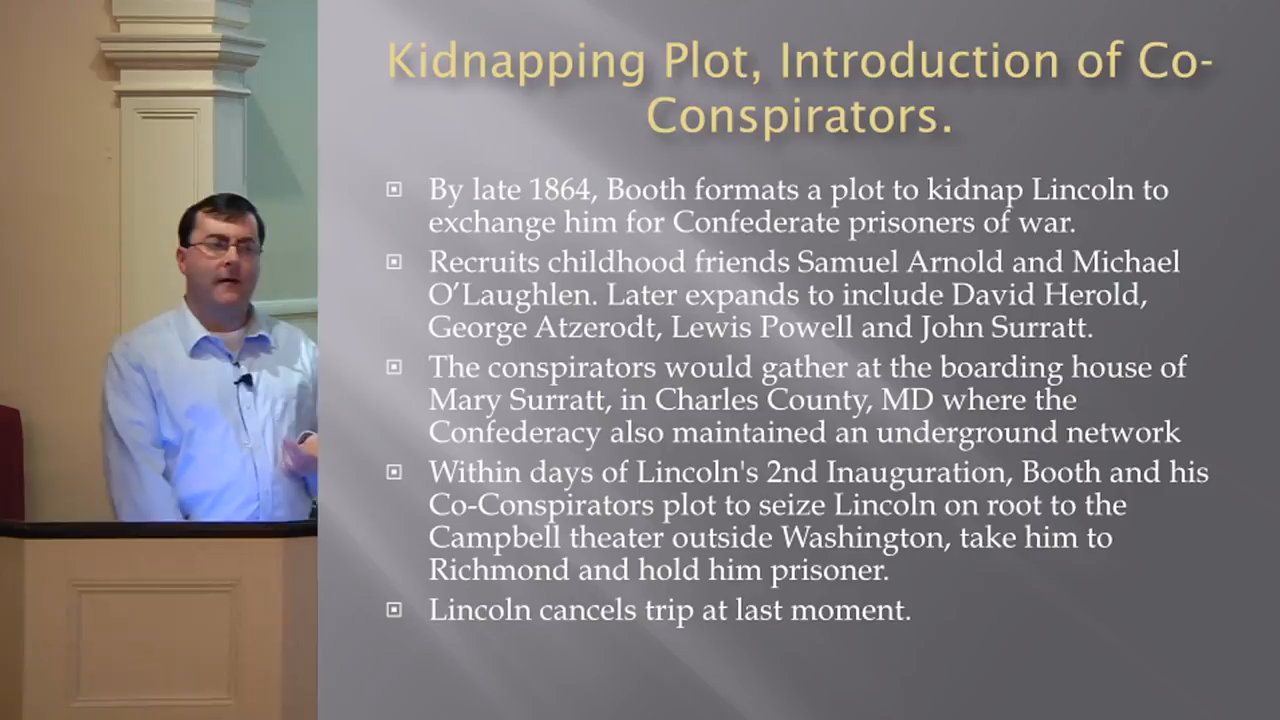 Kidnapping Plot, Introduction of Co-
Conspirators.
By late 1864, Booth formats a plot to kidnap Lincoln to
exchange him for Confederate prisoners of war.
Recruits childhood friends Samuel Arnold and Michael
O’Laughlen. Later expands to include David Herold,
George Atzerodt, Lewis Powell and John Surratt.
The conspirators would gather at the boarding house of
Mary Surratt, in Charles County, MD where the
Confederacy also maintained an underground network
Within days of Lincoln's 2nd Inauguration, Booth and his
Co-Conspirators plot to seize Lincoln on root to the
Campbell theater outside Washington, take him to
Richmond and hold him prisoner.
Lincoln cancels trip at last moment.